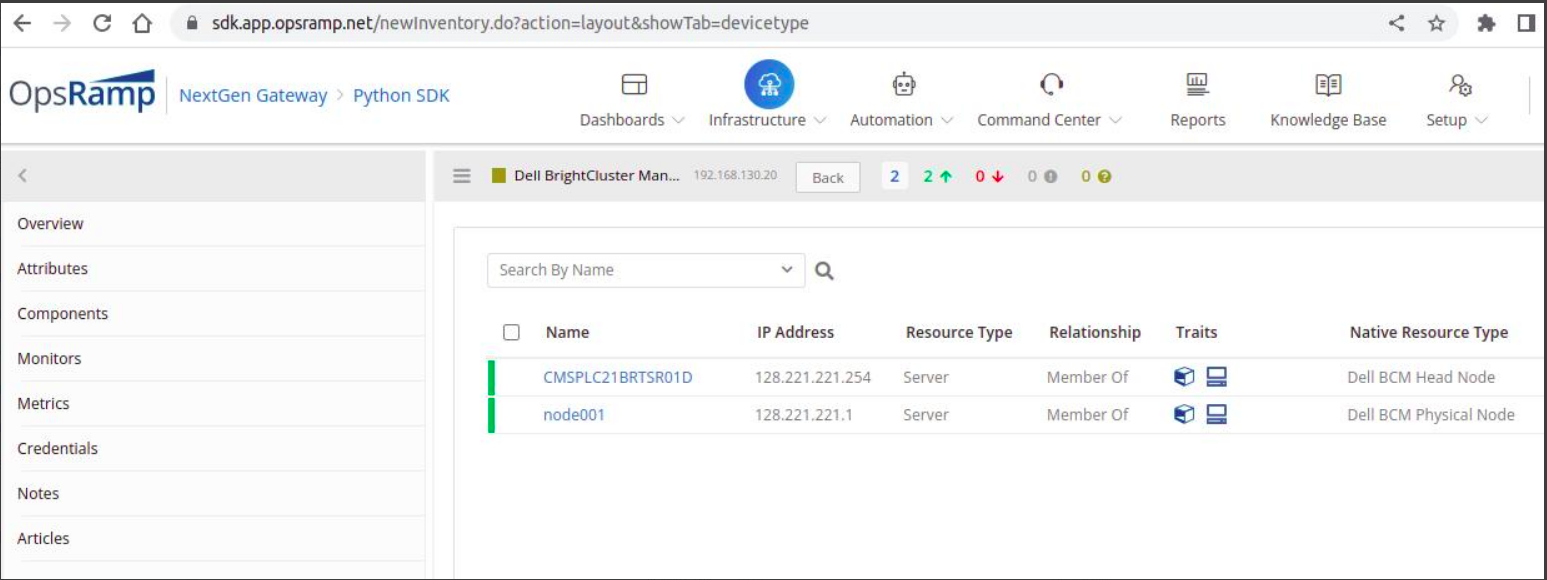 sdk.app.opsramp.net/newInventory.do?action=layout&showTab=devicetype
OpsRamp NextGen Gateway > Python SDK Dashboards Infrastructure Automation Command Center Reports Knowledge Base Setup
Dell BrightCluster Man... 192.168.130.20 Back 2 2 0 0 0
Overview
Attributes
Components
Monitors
Metrics
Credentials
Notes
Articles
Search By Name
Name IP Address Resource Type Relationship Traits Native Resource Type
CMSPLC21BRTSR01D 128.221.221.254 Server Member Of Dell BCM Head Node
node001 128.221.221.1 Server Member Of Dell BCM Physical Node